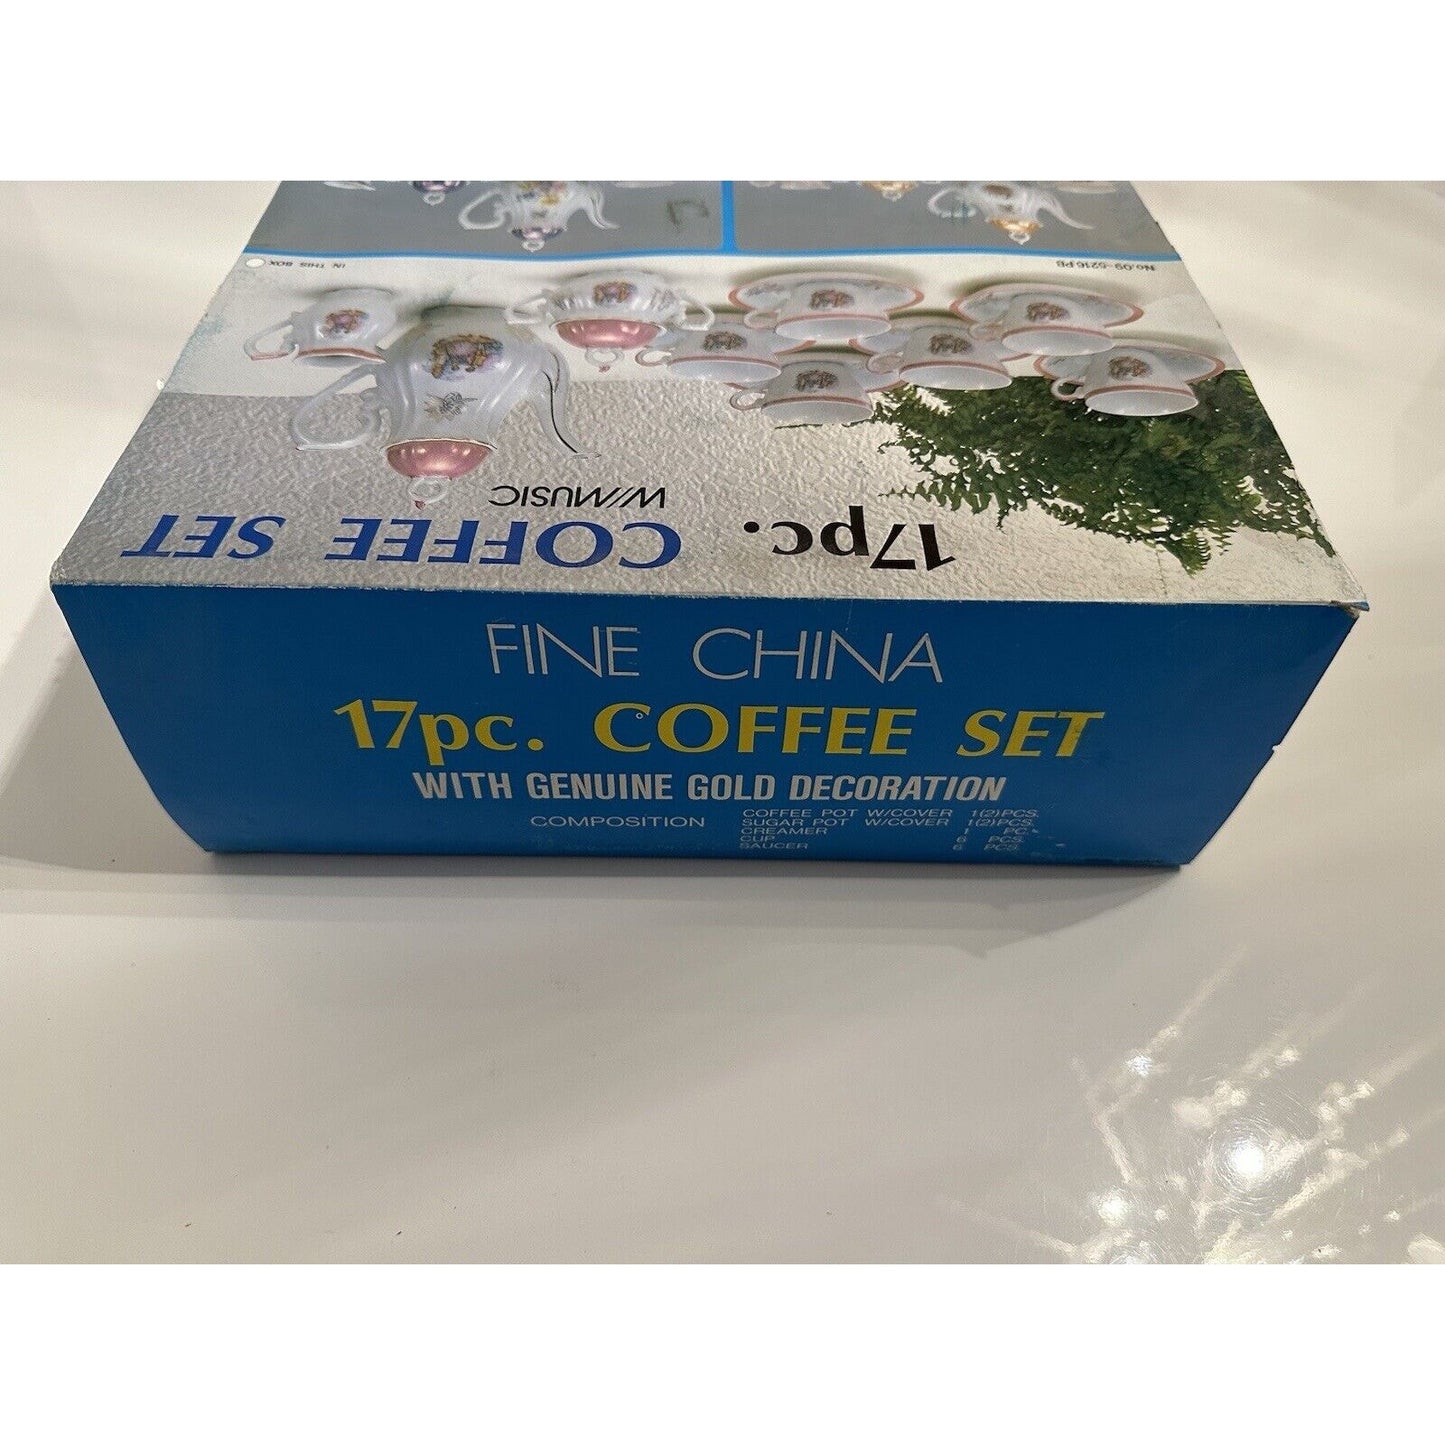 No.09-5216PB
IN THIS BOX
17pc. COFFEE SET
W/MUSIC
FINE CHINA
17pc. COFFEE SET
WITH GENUINE GOLD DECORATION
COMPOSITION COFFEE POT W/COVER 1(2)PCS.
SUGAR POT W/COVER 1(2)PCS.
CREAMER 1 PC.
CUP 6 PCS.
SAUCER 6 PCS.